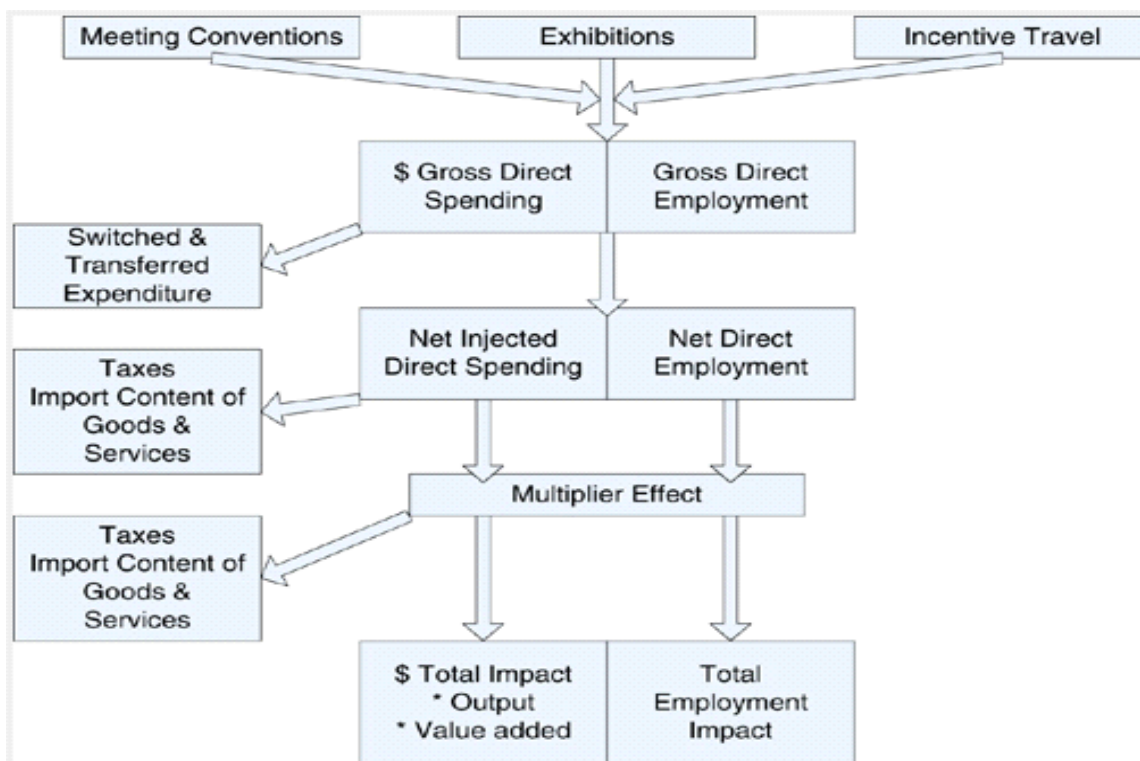 Meeting Conventions
Exhibitions
Incentive Travel
$ Gross Direct
Spending
Gross Direct
Employment
Switched &
Transferred
Expenditure
Net Injected
Direct Spending
Net Direct
Employment
Taxes
Import Content of
Goods &
Services
Multiplier Effect
Taxes
Import Content of
Goods &
Services
$ Total Impact
* Output
* Value added
Total
Employment
Impact